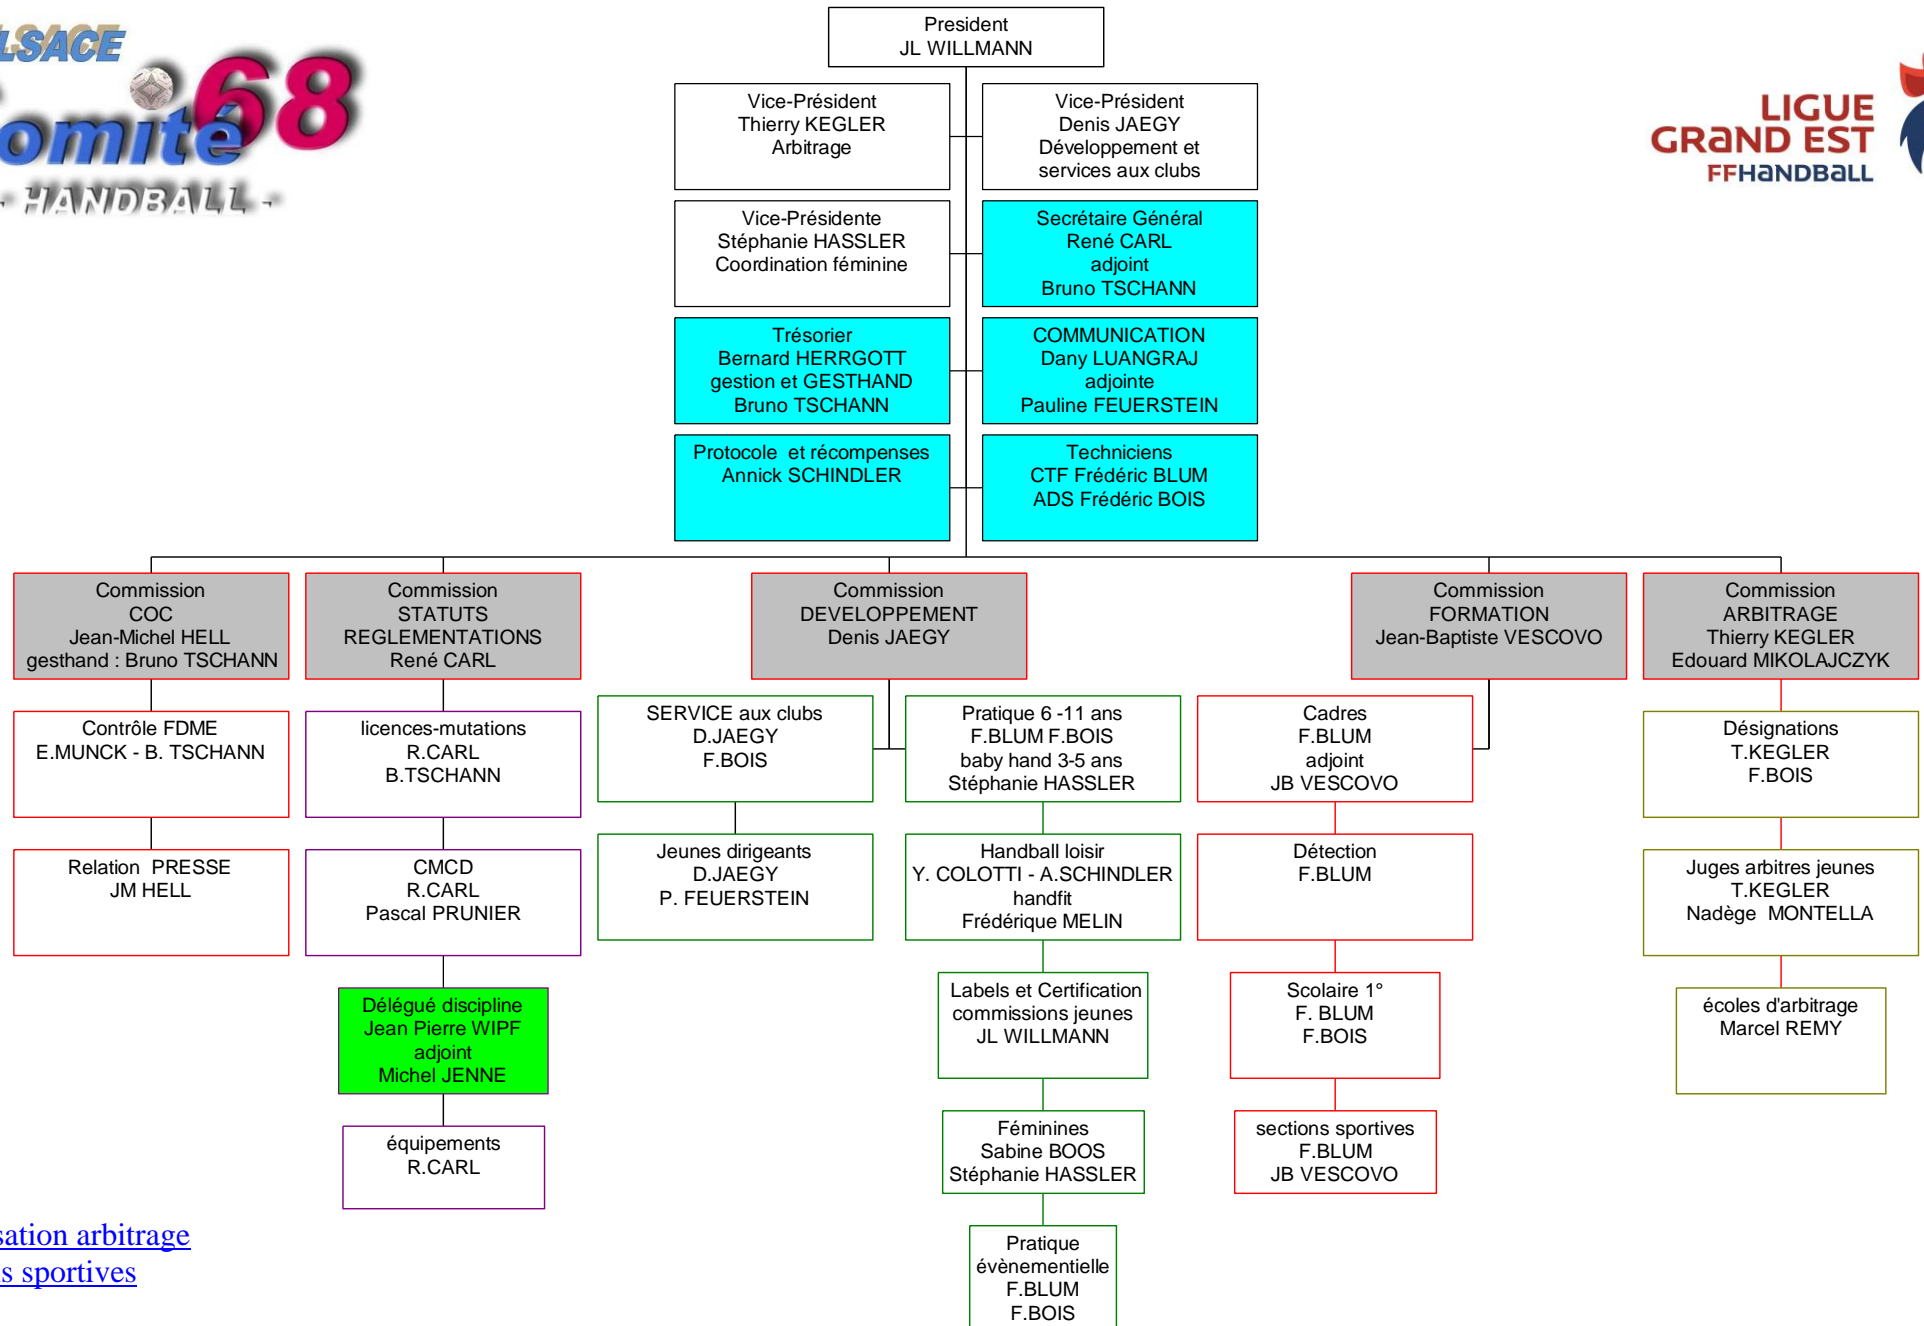 President
JL WILLMANN
LSACE
omité 68
- HANDBALL -
LIGUE
GRAND EST
FFHANDBALL
Vice-Président
Thierry KEGLER
Arbitrage
Vice-Président
Denis JAEGY
Développement et
services aux clubs
Vice-Présidente
Stéphanie HASSLER
Coordination féminine
Secrétaire Général
René CARL
adjoint
Bruno TSCHANN
Trésorier
Bernard HERRGOTT
gestion et GESTHAND
Bruno TSCHANN
COMMUNICATION
Dany LUANGRAJ
adjointe
Pauline FEUERSTEIN
Protocole et récompenses
Annick SCHINDLER
Techniciens
CTF Frédéric BLUM
ADS Frédéric BOIS
Commission
COC
Jean-Michel HELL
gesthand : Bruno TSCHANN
Commission
STATUTS
REGLEMENTATIONS
René CARL
Commission
DEVELOPPEMENT
Denis JAEGY
Commission
FORMATION
Jean-Baptiste VESCOVO
Commission
ARBITRAGE
Thierry KEGLER
Edouard MIKOLAJCZYK
Contrôle FDME
E.MUNCK - B. TSCHANN
licences-mutations
R.CARL
B.TSCHANN
SERVICE aux clubs
D.JAEGY
F.BOIS
Pratique 6 -11 ans
F.BLUM F.BOIS
baby hand 3-5 ans
Stéphanie HASSLER
Cadres
F.BLUM
adjoint
JB VESCOVO
Désignations
T.KEGLER
F.BOIS
Relation PRESSE
JM HELL
CMCD
R.CARL
Pascal PRUNIER
Jeunes dirigeants
D.JAEGY
P. FEUERSTEIN
Handball loisir
Y. COLOTTI - A.SCHINDLER
handfit
Frédérique MELIN
Détection
F.BLUM
Juges arbitres jeunes
T.KEGLER
Nadège MONTELLA
Délégué discipline
Jean Pierre WIPF
adjoint
Michel JENNE
Labels et Certification
commissions jeunes
JL WILLMANN
Scolaire 1°
F. BLUM
F.BOIS
écoles d'arbitrage
Marcel REMY
équipements
R.CARL
Féminines
Sabine BOOS
Stéphanie HASSLER
sections sportives
F.BLUM
JB VESCOVO
Pratique
évènementielle
F.BLUM
F.BOIS
sation arbitrage
s sportives